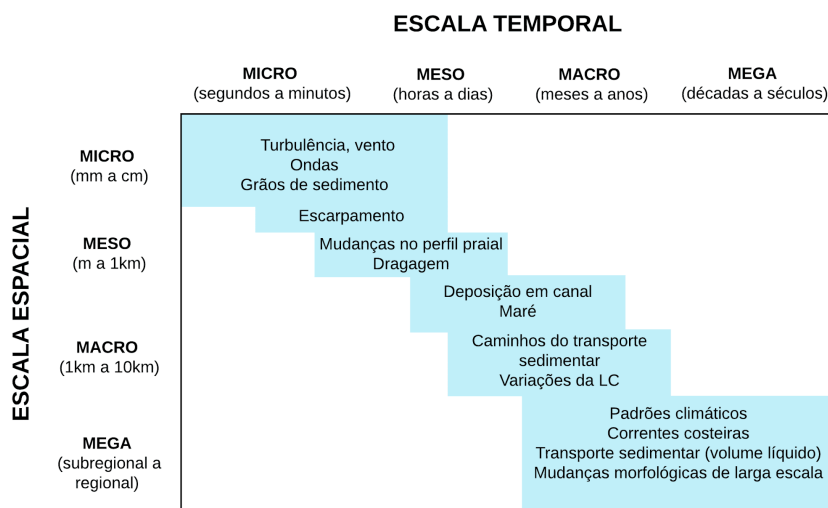 ESCALA TEMPORAL
MICRO
(segundos a minutos)
MESO
(horas a dias)
MACRO
(meses a anos)
MEGA
(décadas a séculos)
ESCALA ESPACIAL
MICRO
(mm a cm)
Turbulência, vento
Ondas
Grãos de sedimento
Escarpamento
MESO
(m a 1km)
Mudanças no perfil praial
Dragagem
Deposição em canal
Maré
MACRO
(1km a 10km)
Caminhos do transporte
sedimentar
Variações da LC
MEGA
(subregional a
regional)
Padrões climáticos
Correntes costeiras
Transporte sedimentar (volume líquido)
Mudanças morfológicas de larga escala